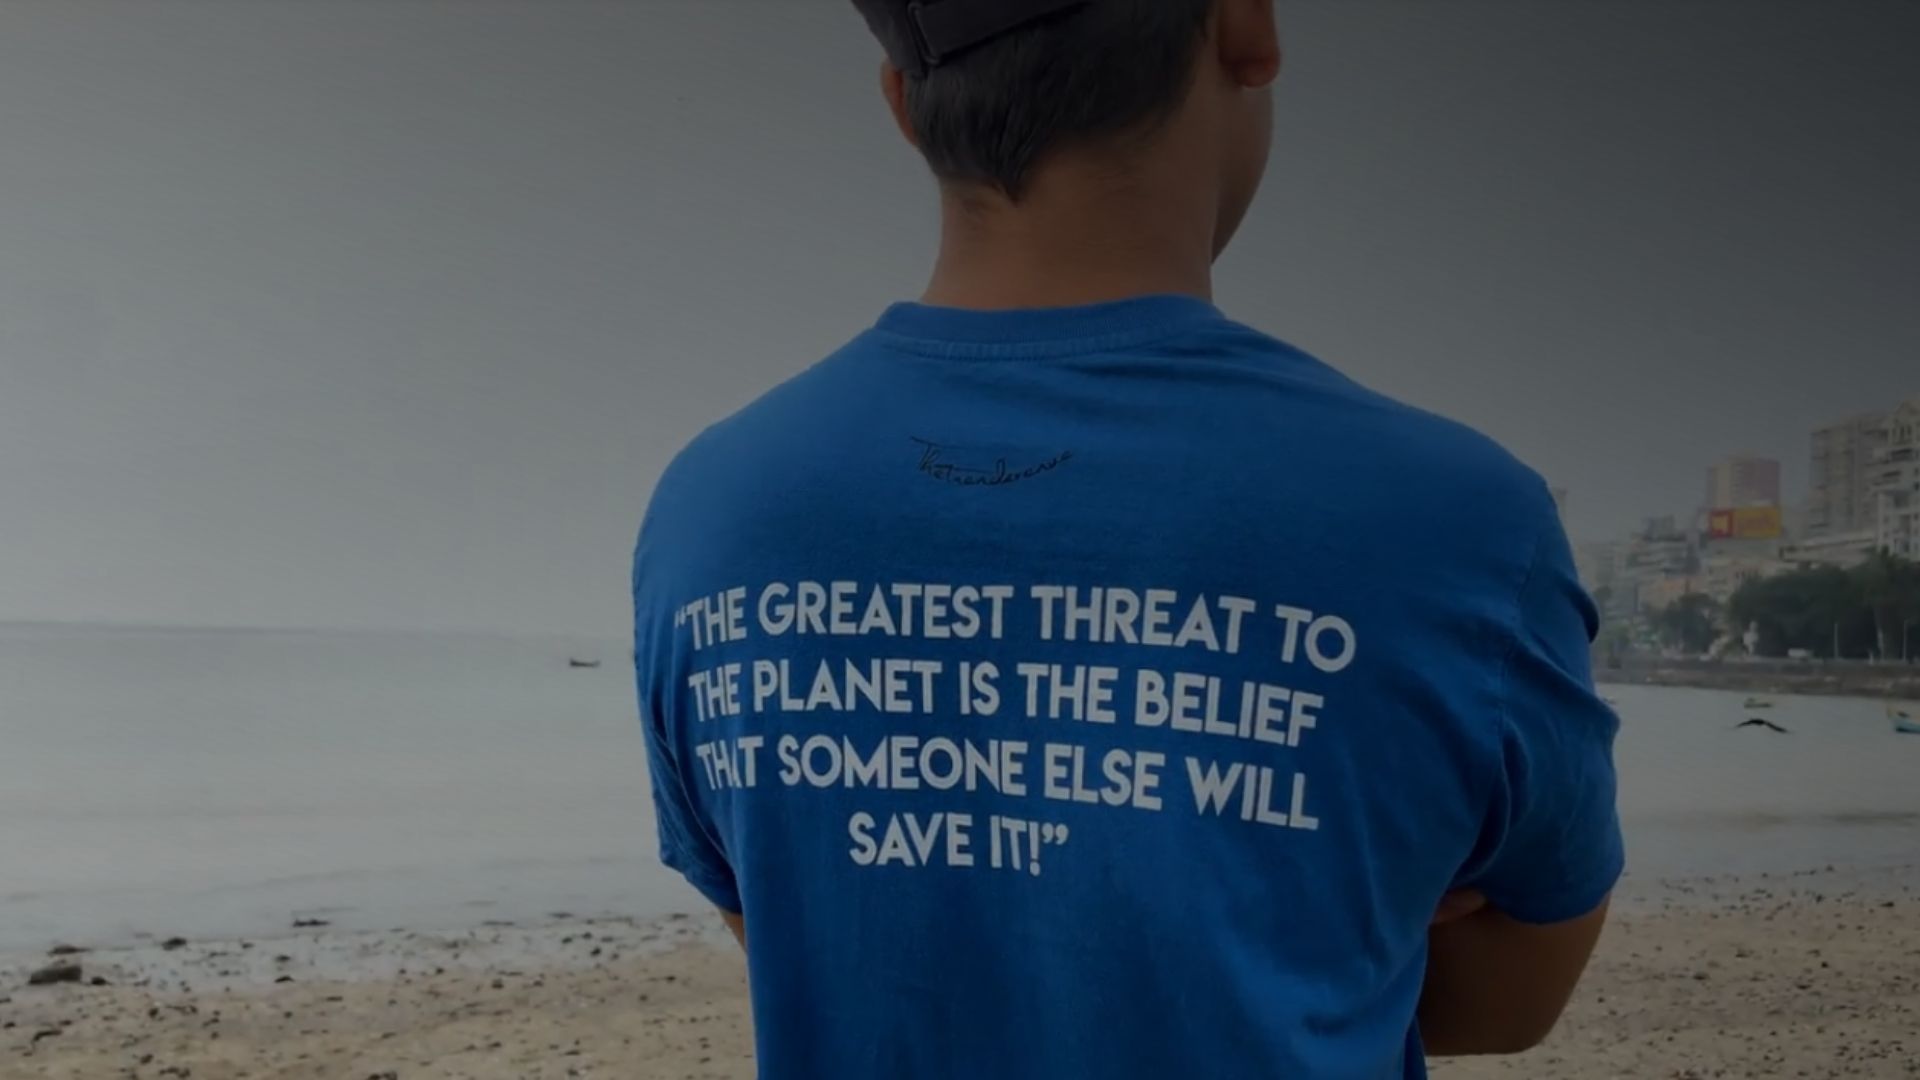 “THE GREATEST THREAT TO
THE PLANET IS THE BELIEF
THAT SOMEONE ELSE WILL
SAVE IT!”